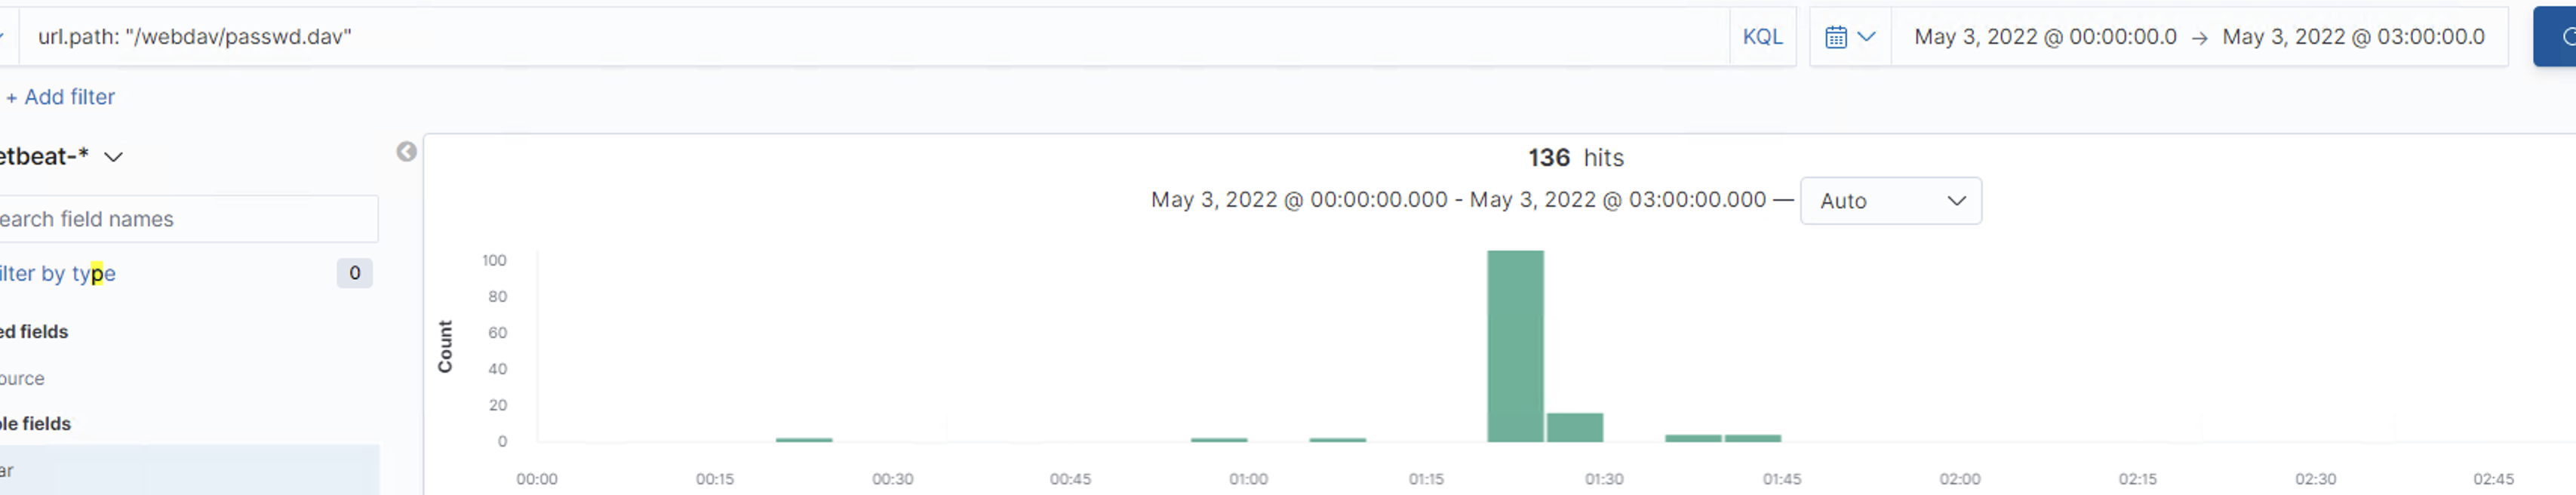 url.path: "/webdav/passwd.dav" KQL May 3, 2022 @ 00:00:00.0 → May 3, 2022 @ 03:00:00.0
+ Add filter
etbeat-*
136 hits
May 3, 2022 @ 00:00:00.000 - May 3, 2022 @ 03:00:00.000 — Auto
earch field names
ilter by type 0
ed fields
ource
ole fields
ar
Count
100
80
60
40
20
0
00:00 00:15 00:30 00:45 01:00 01:15 01:30 01:45 02:00 02:15 02:30 02:45